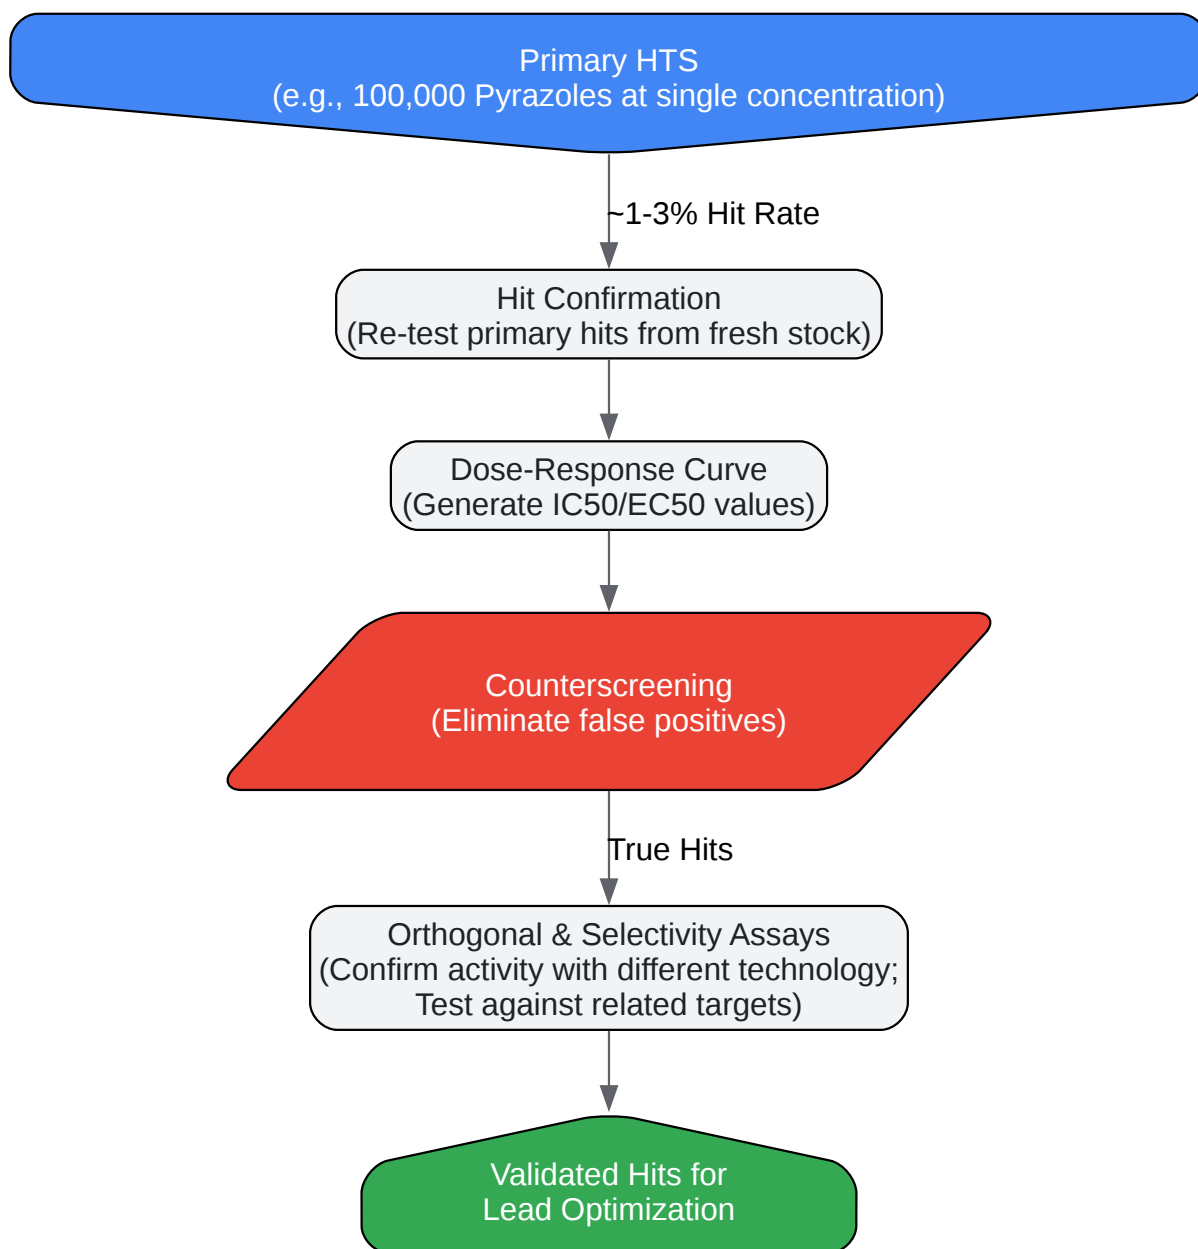 Primary HTS
(e.g., 100,000 Pyrazoles at single concentration)
~1-3% Hit Rate
Hit Confirmation
(Re-test primary hits from fresh stock)
Dose-Response Curve
(Generate IC50/EC50 values)
Counterscreening
(Eliminate false positives)
True Hits
Orthogonal & Selectivity Assays
(Confirm activity with different technology;
Test against related targets)
Validated Hits for
Lead Optimization